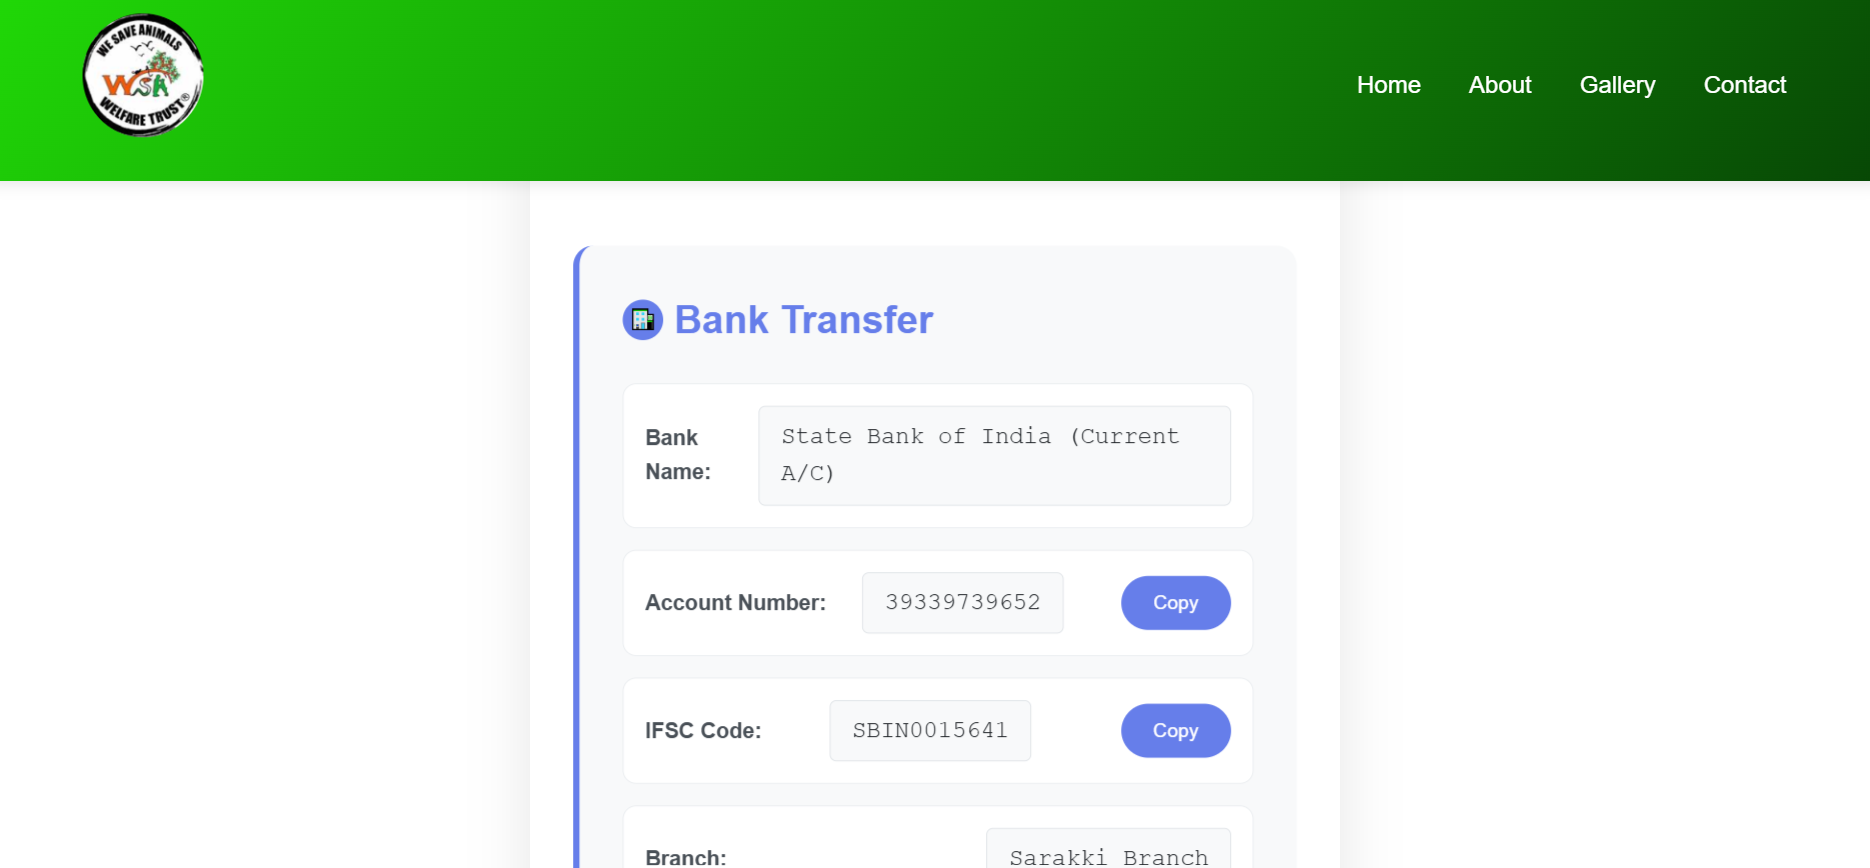 WE SAVE ANIMALS
WSA
WELFARE TRUST®
Home
About
Gallery
Contact
Bank Transfer
Bank
Name:
State Bank of India (Current
A/C)
Account Number:
39339739652
Copy
IFSC Code:
SBIN0015641
Copy
Branch:
Sarakki Branch